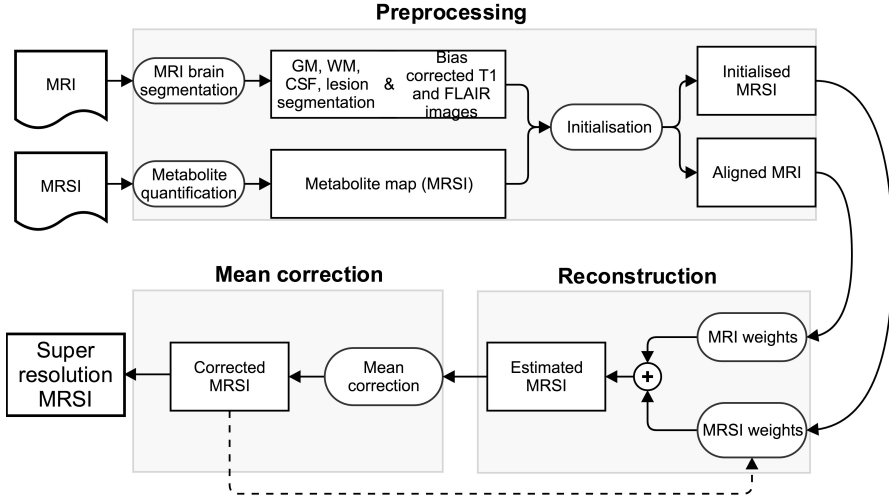 Preprocessing
MRI
MRI brain
segmentation
GM, WM,
CSF, lesion
segmentation
&
Bias
corrected T1
and FLAIR
images
Initialisation
Initialised
MRSI
MRSI
Metabolite
quantification
Metabolite map (MRSI)
Aligned MRI
Mean correction
Reconstruction
Super
resolution
MRSI
Corrected
MRSI
Mean
correction
Estimated
MRSI
+
MRI weights
MRSI weights